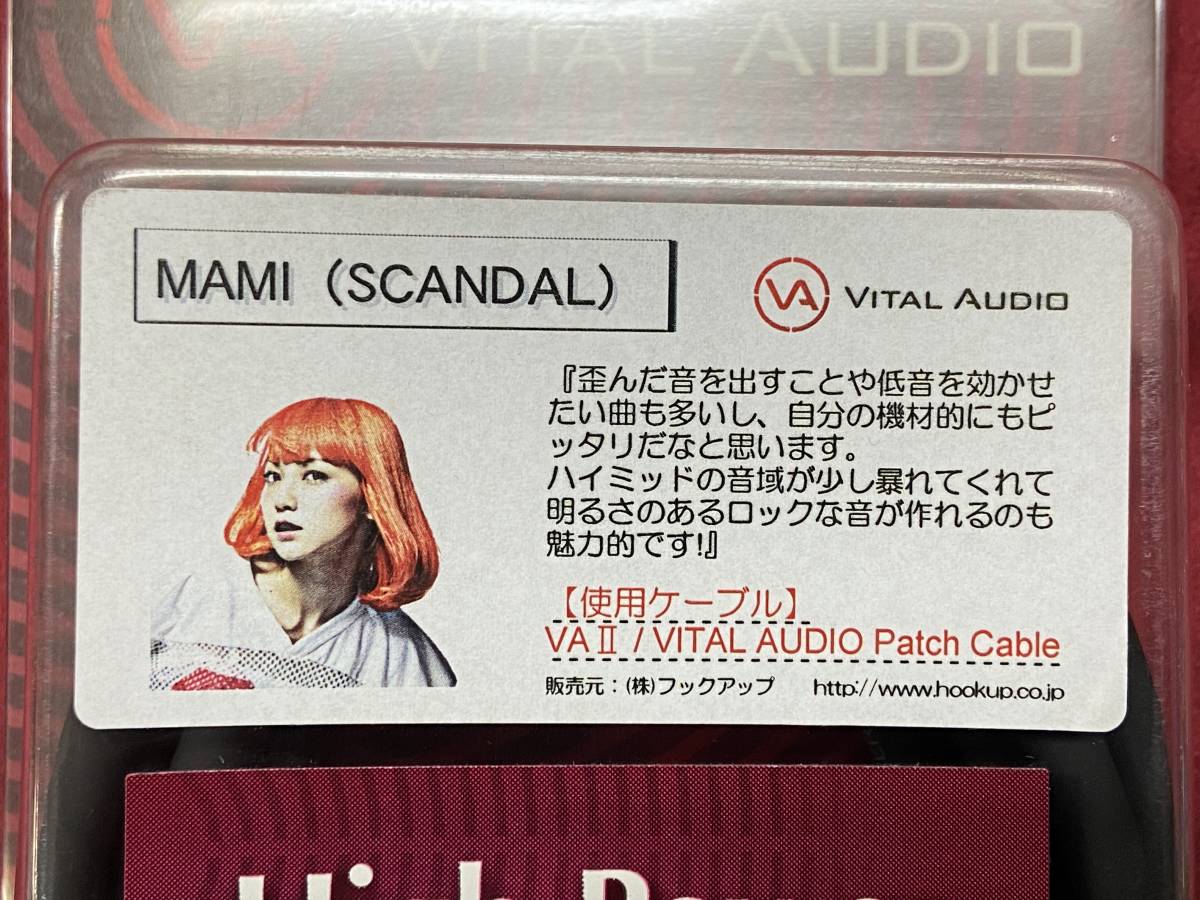 VITAL AUDIO
MAMI（SCANDAL）
VA VITAL AUDIO
『歪んだ音を出すことや低音を効かせ
たい曲も多いし、自分の機材的にもピ
ッタリだなと思います。
ハイミッドの音域が少し暴れてくれて
明るさのあるロックな音が作れるのも
魅力的です!』
【使用ケーブル】
VAⅡ / VITAL AUDIO Patch Cable
販売元：(株)フックアップ http://www.hookup.co.jp
High